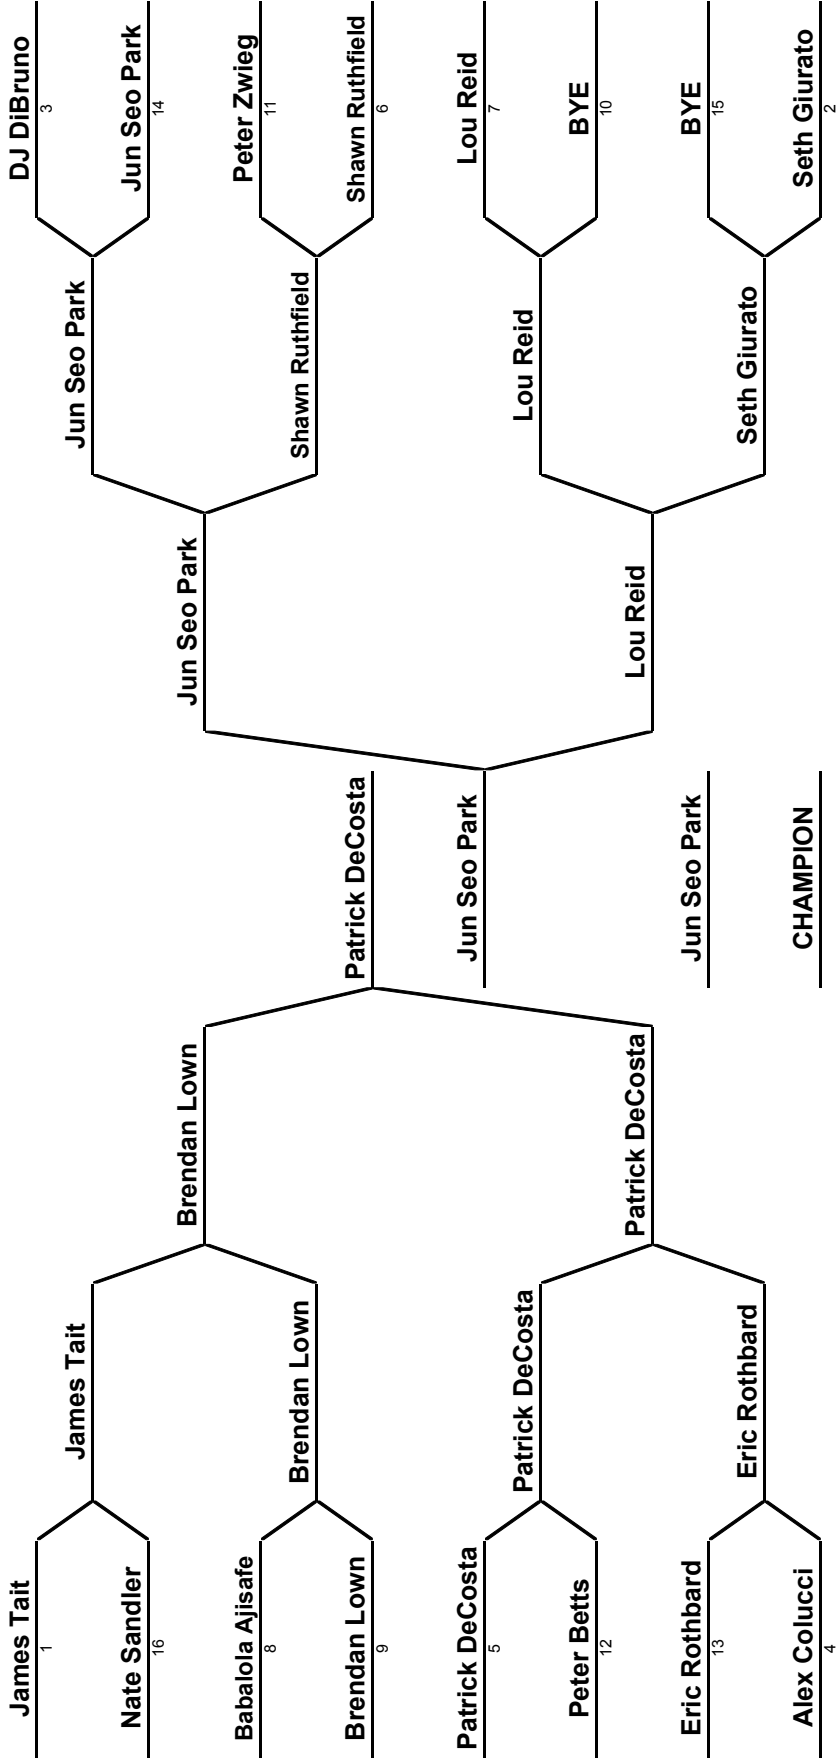 James Tait
1
Nate Sandler
16
Babalola Ajisafe
8
Brendan Lown
9
Patrick DeCosta
5
Peter Betts
12
Eric Rothbard
13
Alex Colucci
4
James Tait
Brendan Lown
Patrick DeCosta
Eric Rothbard
Brendan Lown
Patrick DeCosta
Patrick DeCosta
Jun Seo Park
Jun Seo Park
CHAMPION
Jun Seo Park
Lou Reid
Jun Seo Park
Shawn Ruthfield
Lou Reid
Seth Giurato
DJ DiBruno
3
Jun Seo Park
14
Peter Zwieg
11
Shawn Ruthfield
6
Lou Reid
7
BYE
10
BYE
15
Seth Giurato
2